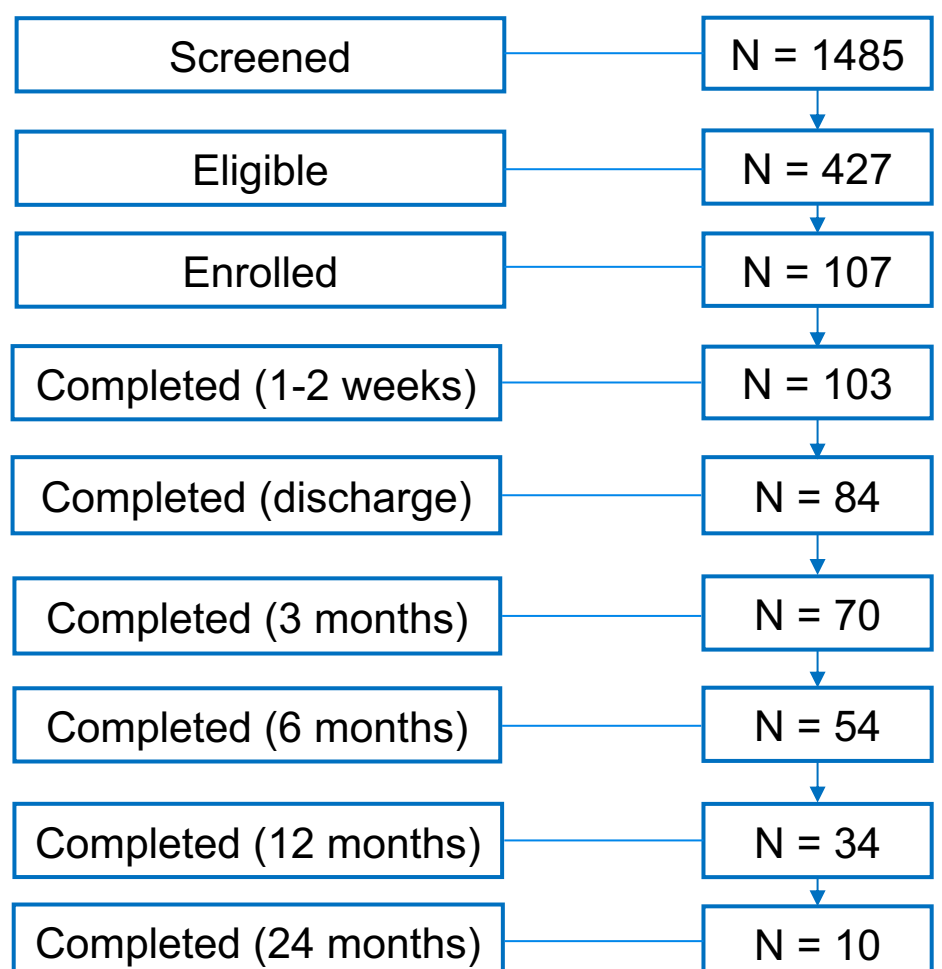 Screened N = 1485
Eligible N = 427
Enrolled N = 107
Completed (1-2 weeks) N = 103
Completed (discharge) N = 84
Completed (3 months) N = 70
Completed (6 months) N = 54
Completed (12 months) N = 34
Completed (24 months) N = 10